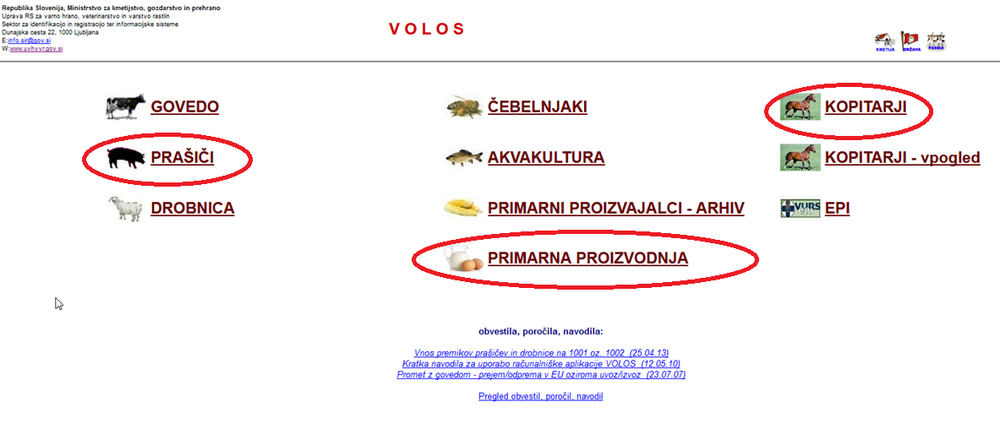 Republika Slovenija, Ministrstvo za kmetijstvo, gozdarstvo in prehrano
Uprava RS za varno hrano, veterinarstvo in varstvo rastlin
Sektor za identifikacijo in registracijo ter informacijske sisteme
Dunajska cesta 22, 1000 Ljubljana
E:info.sir@gov.si
W:www.uvhvvr.gov.si
V O L O S
KMETIJA
DRŽAVA
PASMA
GOVEDO
ČEBELNJAKI
KOPITARJI
PRAŠIČI
AKVAKULTURA
KOPITARJI - vpogled
DROBNICA
PRIMARNI PROIZVAJALCI - ARHIV
VURS
EPI
PRIMARNA PROIZVODNJA
obvestila, poročila, navodila:
Vnos premikov prašičev in drobnice na 1001 oz. 1002 (25.04.13)
Kratka navodila za uporabo računalniške aplikacije VOLOS (12.05.10)
Promet z govedom - prejem/odprema v EU oziroma uvoz/izvoz (23.07.07)
Pregled obvestil, poročil, navodil